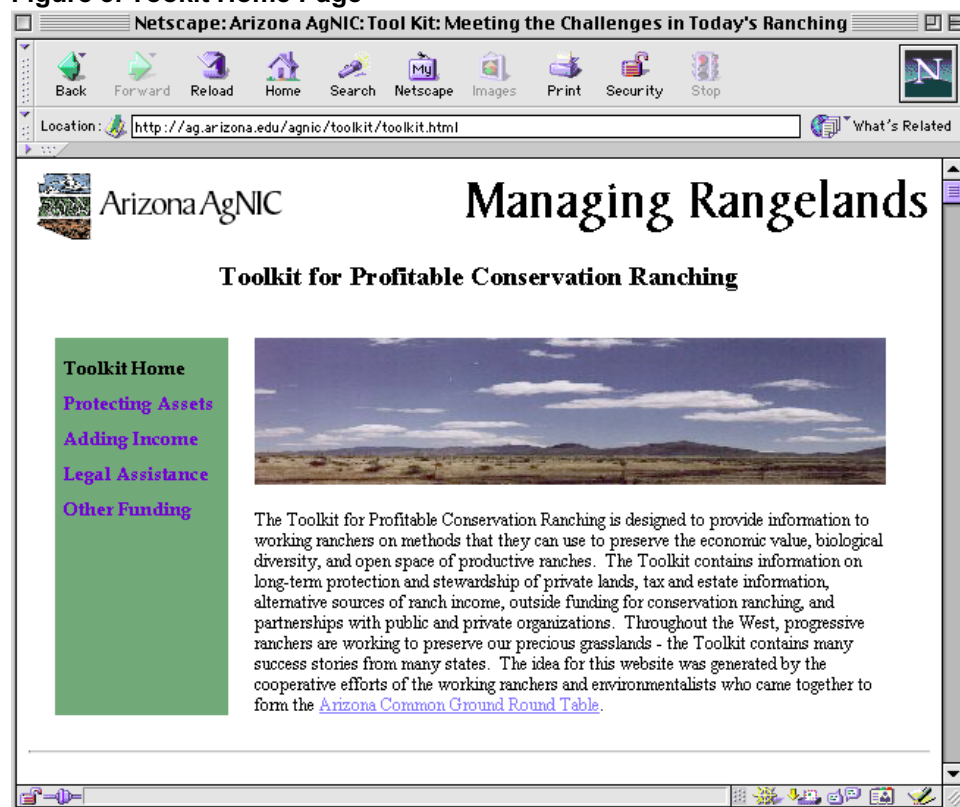 Figure 3. Toolkit Home Page
Netscape: Arizona AgNIC: Tool Kit: Meeting the Challenges in Today's Ranching
My
N
Back Forward Reload Home Search Netscape Images Print Security Stop
Location: http://ag.arizona.edu/agnic/toolkit/toolkit.html What's Related
Arizona AgNIC
Managing Rangelands
Toolkit for Profitable Conservation Ranching
Toolkit Home
Protecting Assets
Adding Income
Legal Assistance
Other Funding
The Toolkit for Profitable Conservation Ranching is designed to provide information to
working ranchers on methods that they can use to preserve the economic value, biological
diversity, and open space of productive ranches. The Toolkit contains information on
long-term protection and stewardship of private lands, tax and estate information,
alternative sources of ranch income, outside funding for conservation ranching, and
partnerships with public and private organizations. Throughout the West, progressive
ranchers are working to preserve our precious grasslands - the Toolkit contains many
success stories from many states. The idea for this website was generated by the
cooperative efforts of the working ranchers and environmentalists who came together to
form the Arizona Common Ground Round Table.